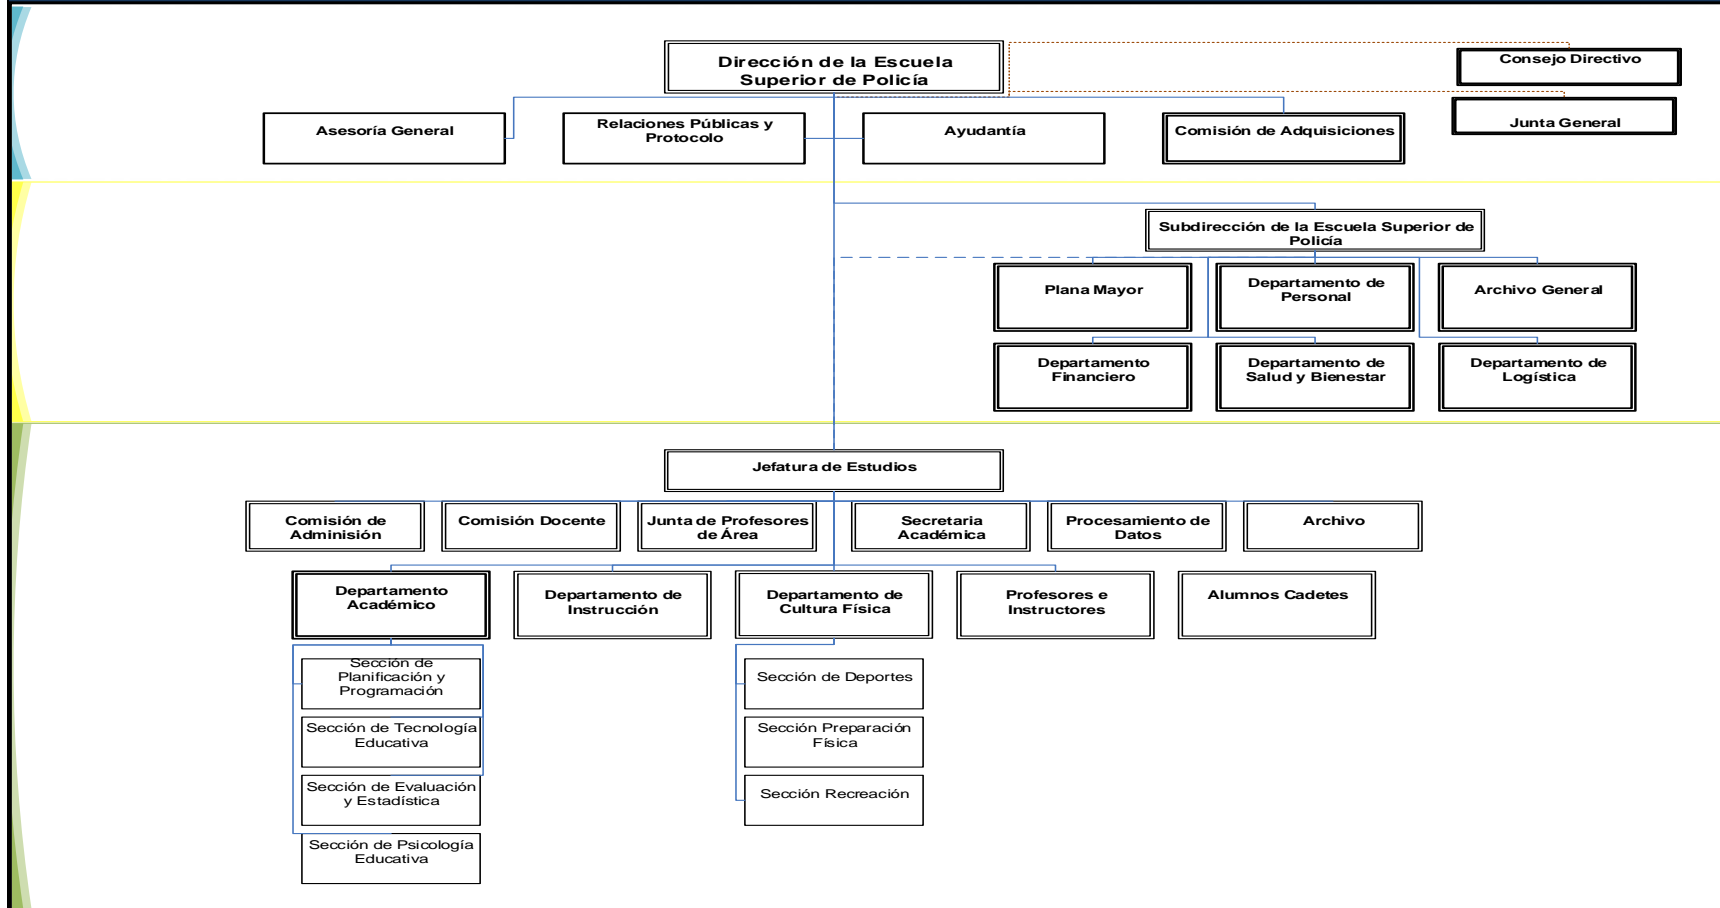 Dirección de la Escuela
Superior de Policía
Consejo Directivo
Junta General
Asesoría General
Relaciones Públicas y
Protocolo
Ayudantía
Comisión de Adquisiciones
Subdirección de la Escuela Superior de
Policía
Plana Mayor
Departamento de
Personal
Archivo General
Departamento
Financiero
Departamento de
Salud y Bienestar
Departamento de
Logística
Jefatura de Estudios
Comisión de
Adminisión
Comisión Docente
Junta de Profesores
de Área
Secretaria
Académica
Procesamiento de
Datos
Archivo
Departamento
Académico
Departamento de
Instrucción
Departamento de
Cultura Física
Profesores e
Instructores
Alumnos Cadetes
Sección de
Planificación y
Programación
Sección de Tecnología
Educativa
Sección de Evaluación
y Estadística
Sección de Psicología
Educativa
Sección de Deportes
Sección Preparación
Física
Sección Recreación